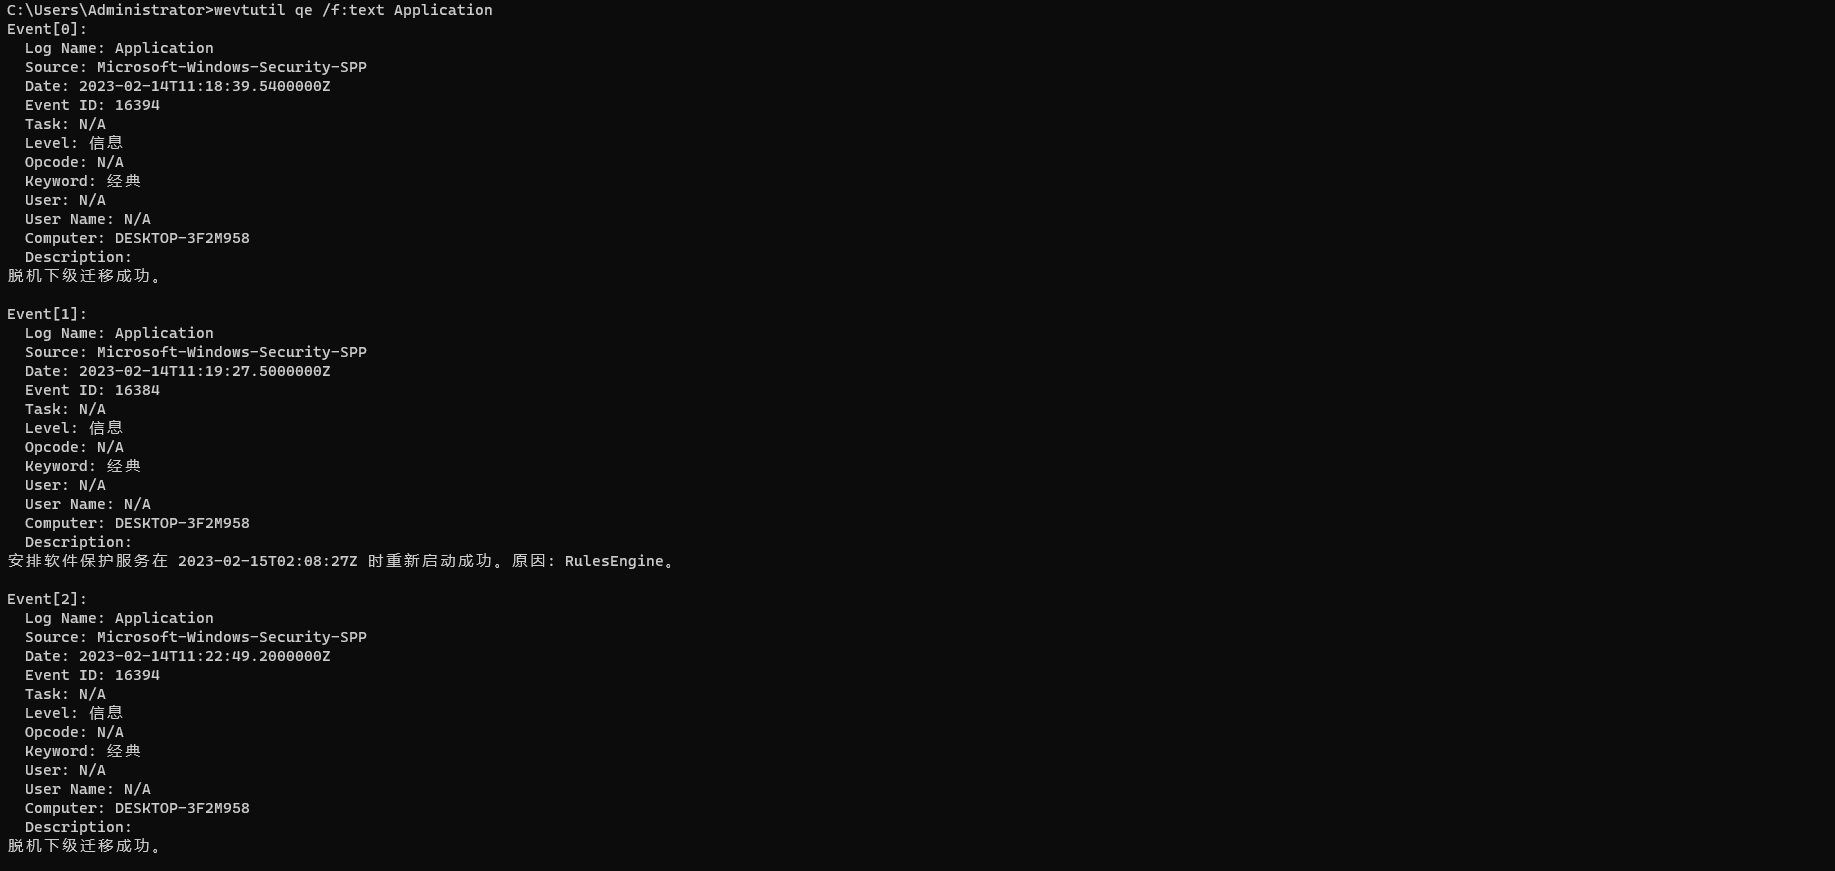 C:\Users\Administrator>wevtutil qe /f:text Application
Event[0]:
  Log Name: Application
  Source: Microsoft-Windows-Security-SPP
  Date: 2023-02-14T11:18:39.5400000Z
  Event ID: 16394
  Task: N/A
  Level: 信息
  Opcode: N/A
  Keyword: 经典
  User: N/A
  User Name: N/A
  Computer: DESKTOP-3F2M958
  Description:
脱机下级迁移成功。

Event[1]:
  Log Name: Application
  Source: Microsoft-Windows-Security-SPP
  Date: 2023-02-14T11:19:27.5000000Z
  Event ID: 16384
  Task: N/A
  Level: 信息
  Opcode: N/A
  Keyword: 经典
  User: N/A
  User Name: N/A
  Computer: DESKTOP-3F2M958
  Description:
安排软件保护服务在 2023-02-15T02:08:27Z 时重新启动成功。原因: RulesEngine。

Event[2]:
  Log Name: Application
  Source: Microsoft-Windows-Security-SPP
  Date: 2023-02-14T11:22:49.2000000Z
  Event ID: 16394
  Task: N/A
  Level: 信息
  Opcode: N/A
  Keyword: 经典
  User: N/A
  User Name: N/A
  Computer: DESKTOP-3F2M958
  Description:
脱机下级迁移成功。